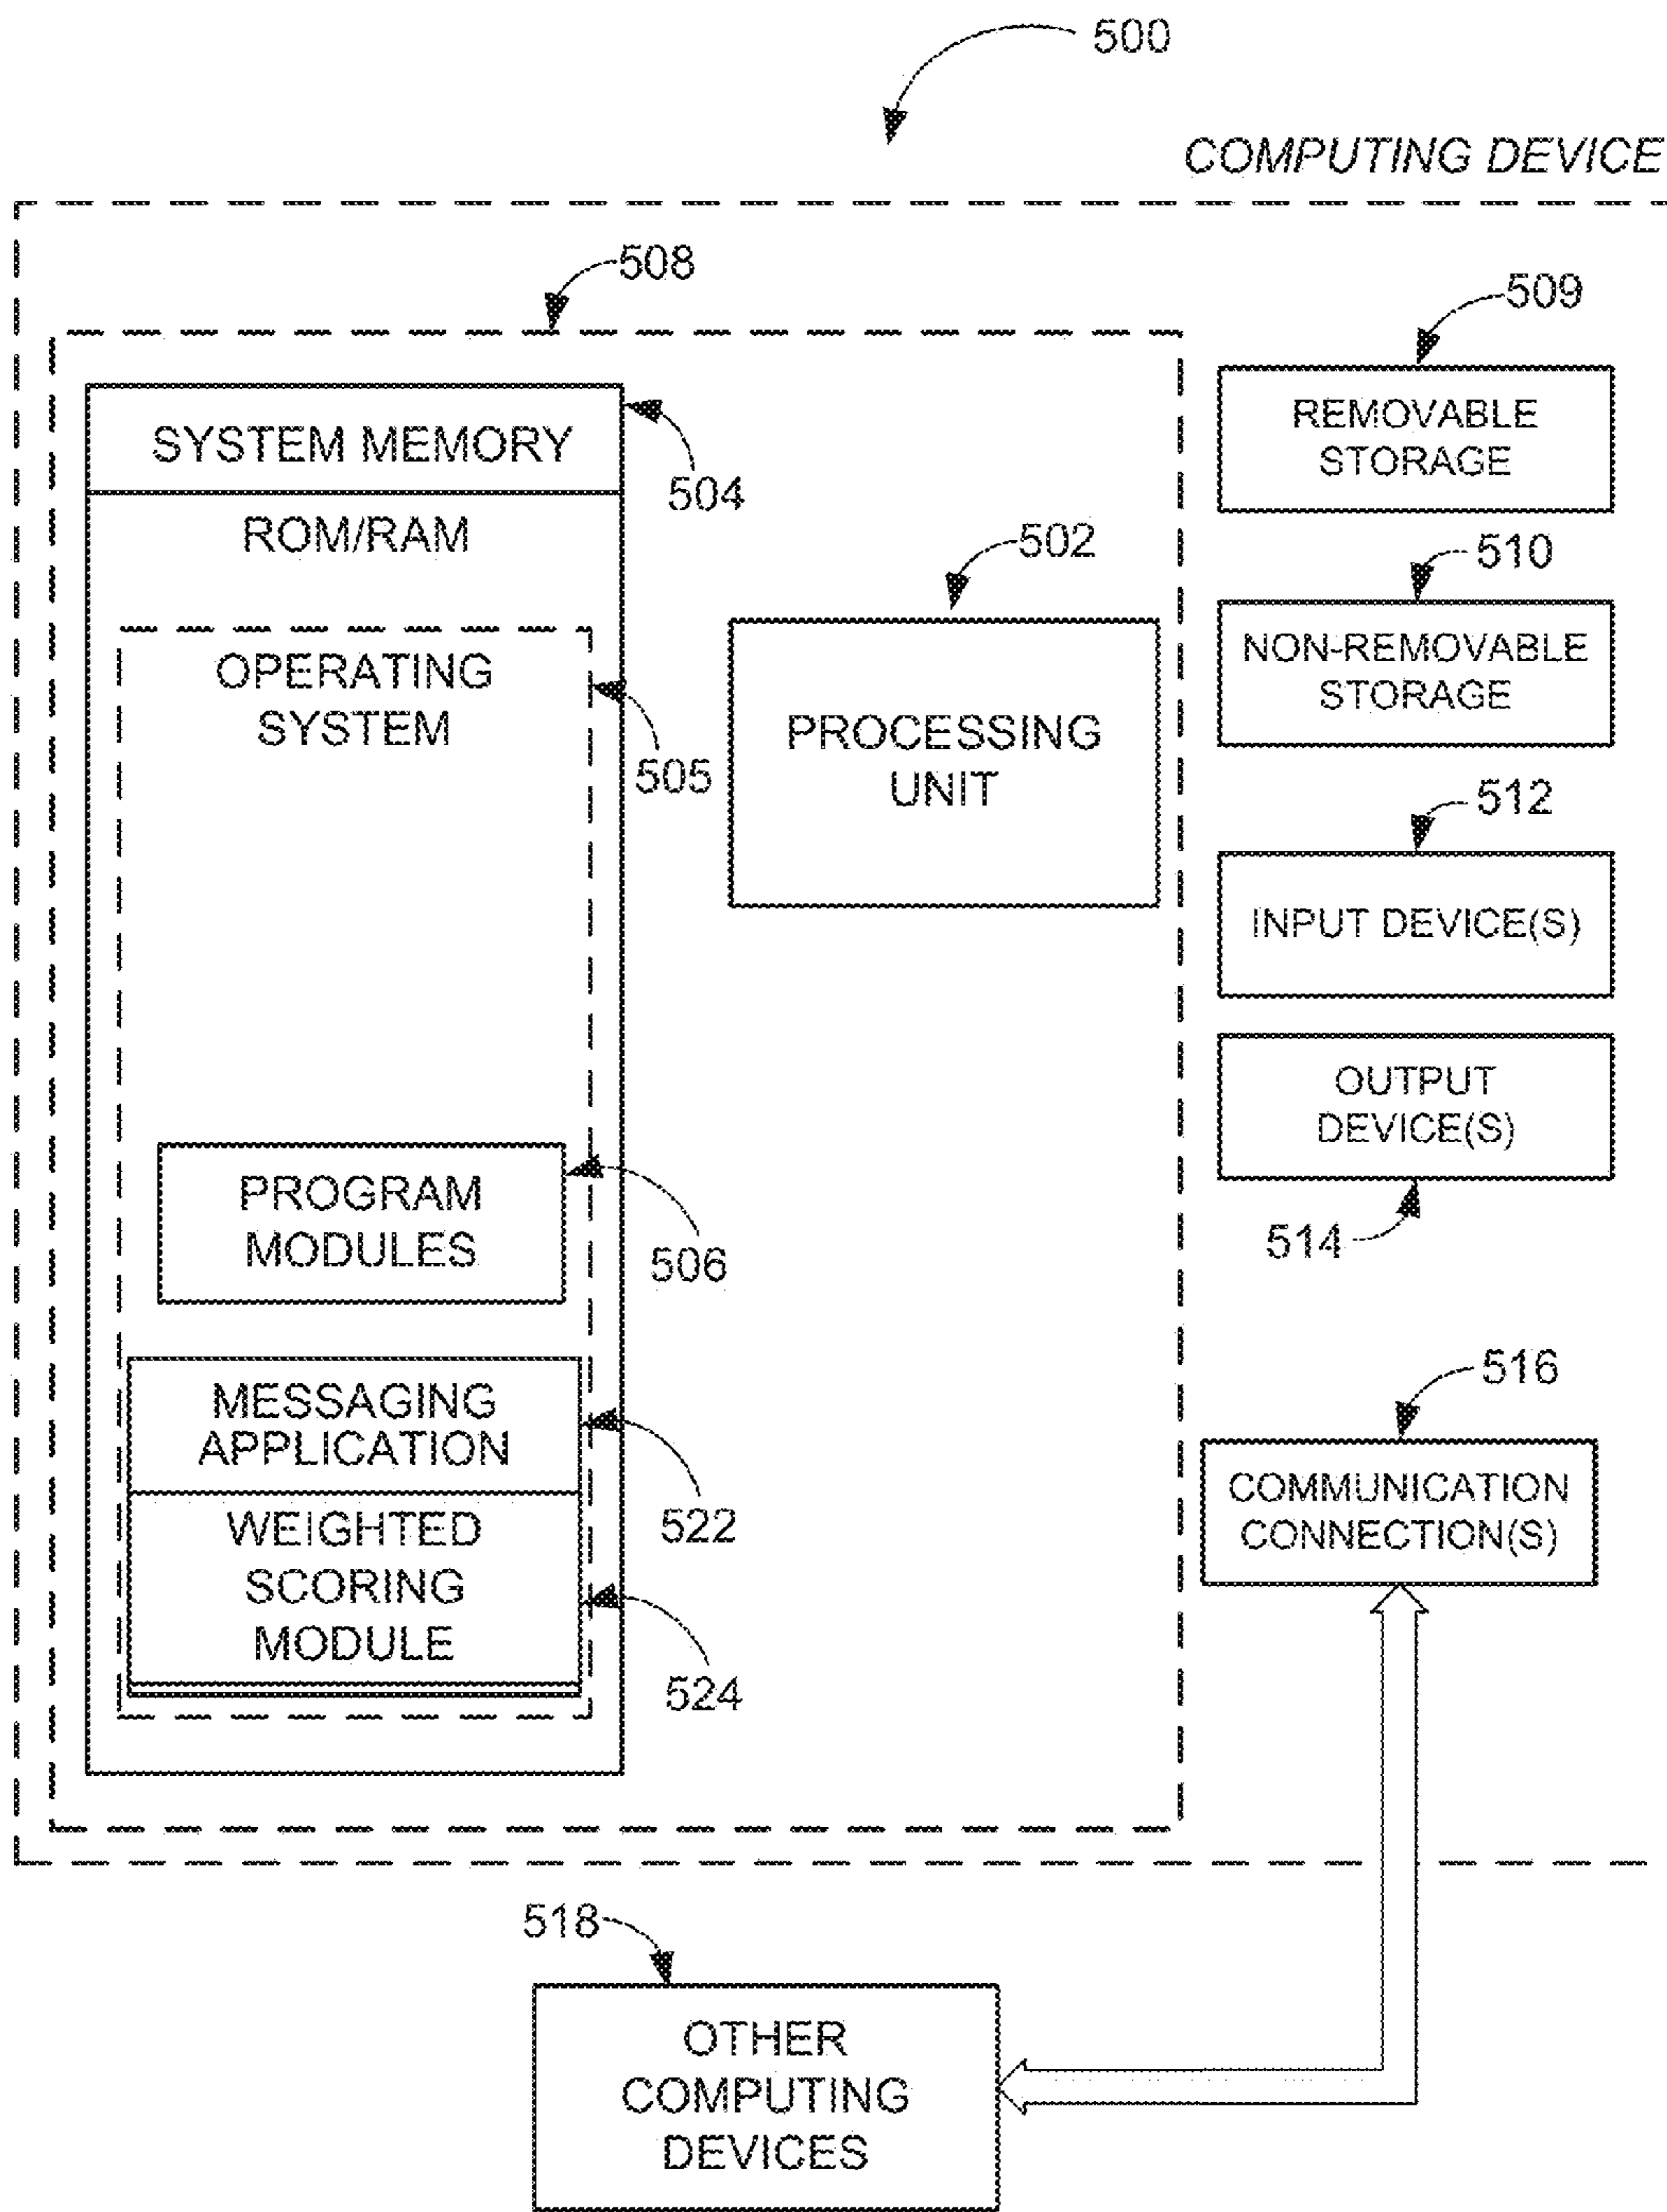 500
COMPUTING DEVICE
508
509
SYSTEM MEMORY
504
REMOVABLE
STORAGE
ROM/RAM
502
510
OPERATING
SYSTEM
505
PROCESSING
UNIT
NON-REMOVABLE
STORAGE
512
INPUT DEVICE(S)
OUTPUT
DEVICE(S)
514
PROGRAM
MODULES
506
516
MESSAGING
APPLICATION
522
COMMUNICATION
CONNECTION(S)
WEIGHTED
SCORING
MODULE
524
518
OTHER
COMPUTING
DEVICES